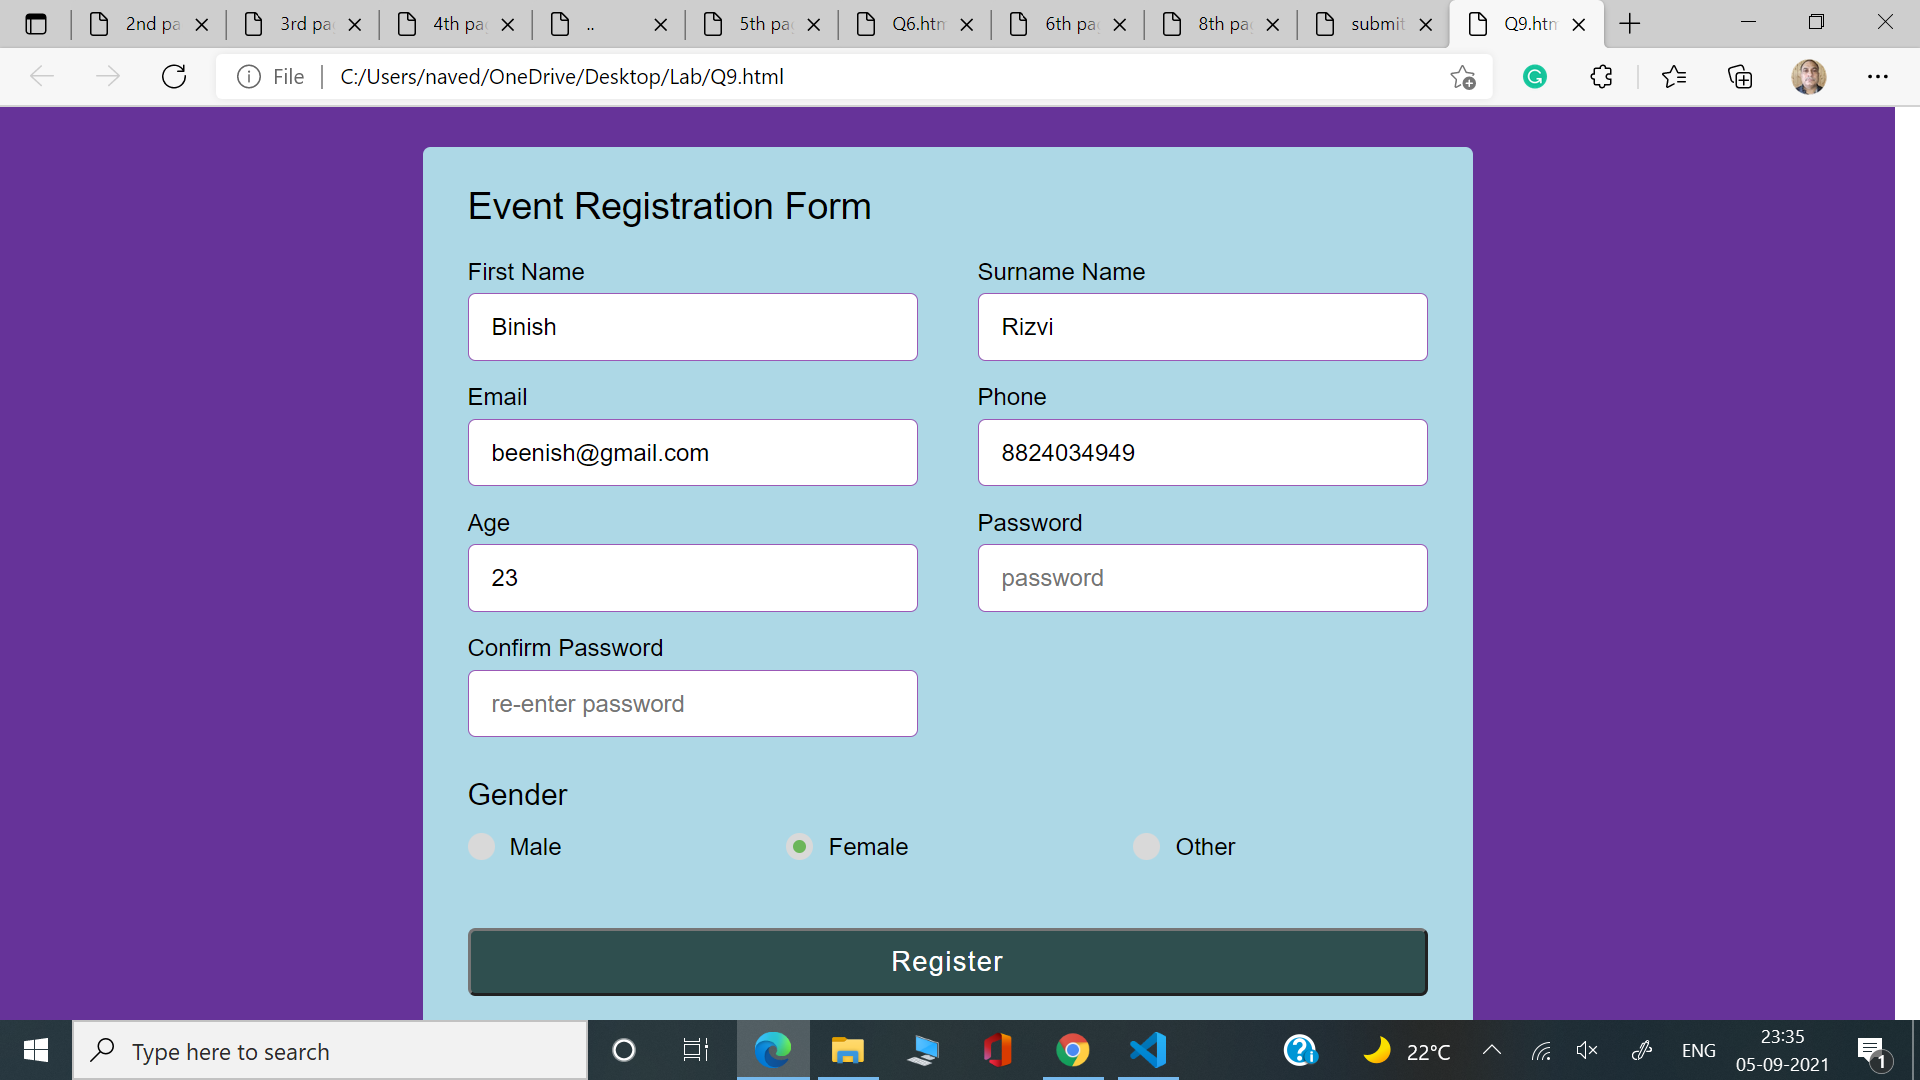 2nd pa 3rd pa 4th pa .. 5th pa Q6.htm 6th pa 8th pa submit Q9.htm
File C:/Users/naved/OneDrive/Desktop/Lab/Q9.html
Event Registration Form
First Name Surname Name
Binish Rizvi
Email Phone
beenish@gmail.com 8824034949
Age Password
23 password
Confirm Password
re-enter password
Gender
Male Female Other
Register
Type here to search 22°C ENG 23:35
05-09-2021 1